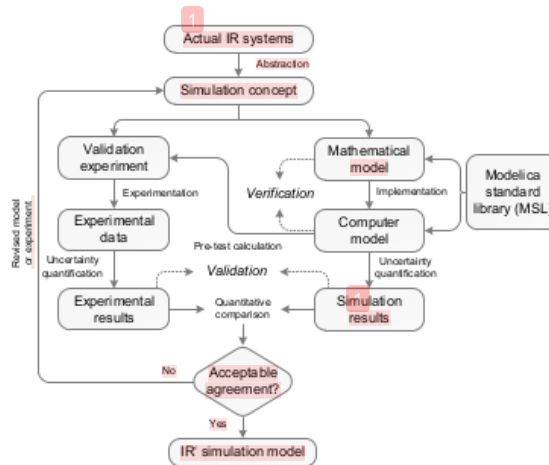 1
Actual IR systems
Abstraction
Simulation concept
Validation
experiment
Mathematical
model
Experimentation
Verification
Implementation
Modelica
standard
library (MSL)
Experimental
data
Computer
model
Pre-test calculation
Revised model
or experiment
Uncertainty
quantification
Validation
Uncertainty
quantification
Experimental
results
Quantitative
comparison
Simulation
results
No
Acceptable
agreement?
Yes
IR' simulation model